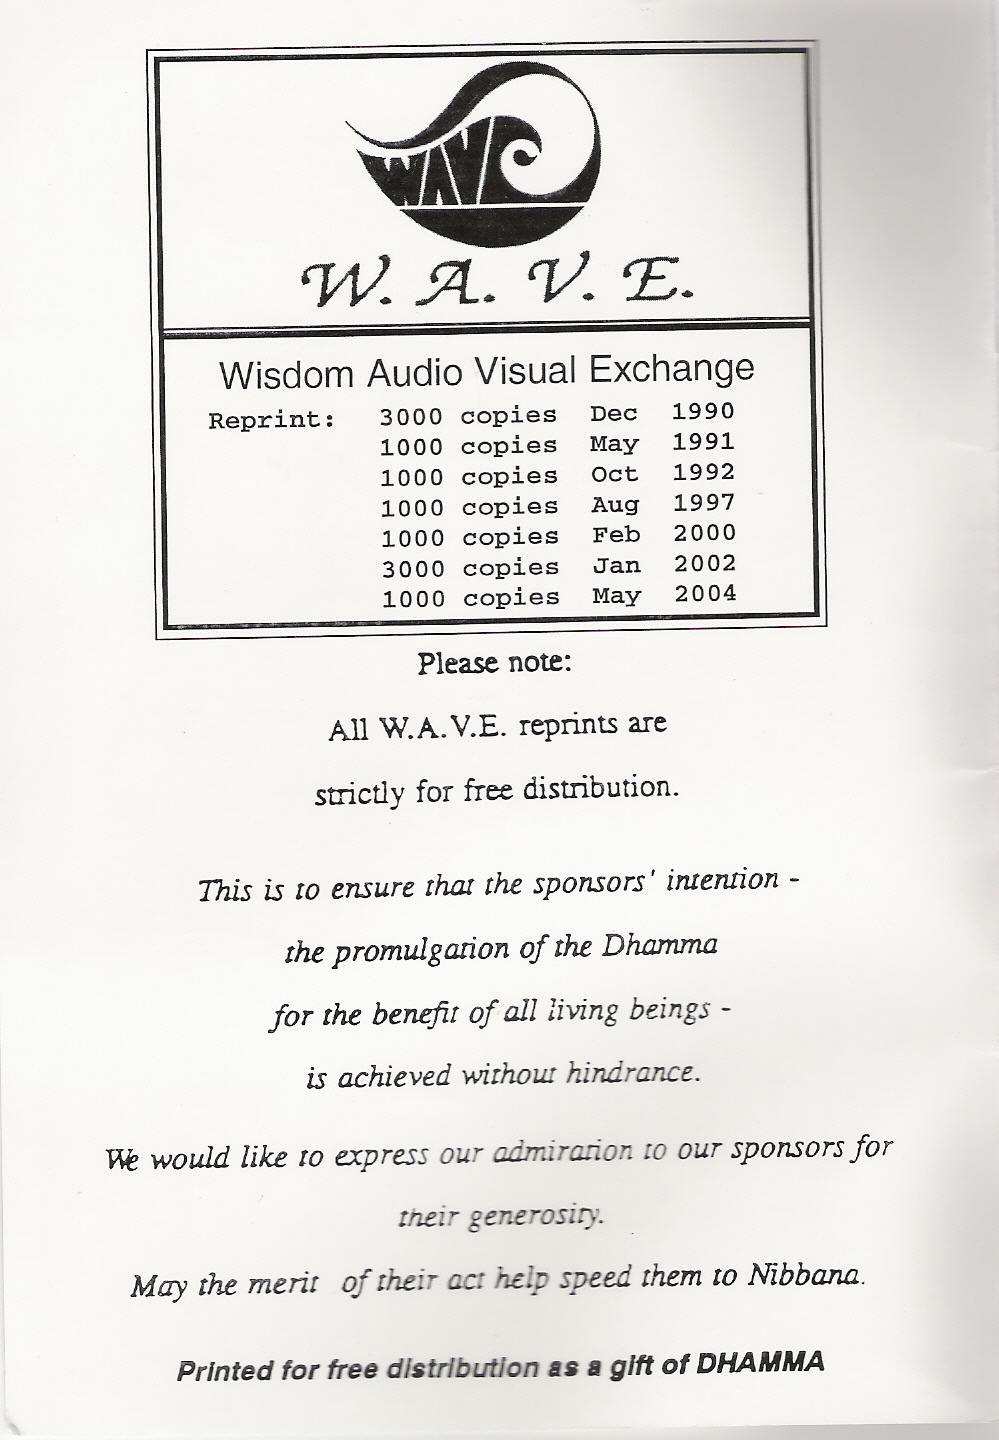 WAVE
W. A. V. E.
Wisdom Audio Visual Exchange
Reprint: 3000 copies Dec 1990
1000 copies May 1991
1000 copies Oct 1992
1000 copies Aug 1997
1000 copies Feb 2000
3000 copies Jan 2002
1000 copies May 2004
Please note:
All W.A.V.E. reprints are
strictly for free distribution.
This is to ensure that the sponsors' intention -
the promulgation of the Dhamma
for the benefit of all living beings -
is achieved without hindrance.
We would like to express our admiration to our sponsors for
their generosity.
May the merit of their act help speed them to Nibbana.
Printed for free distribution as a gift of DHAMMA